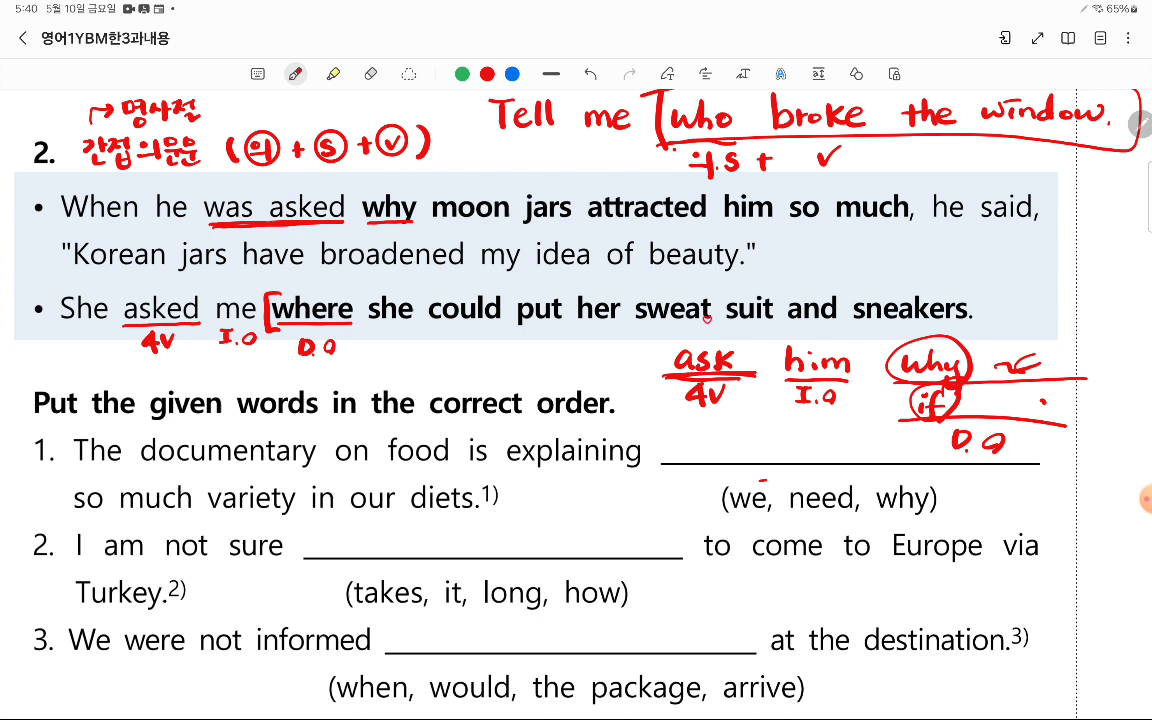 5:40 5월 10일 금요일 65%
영어1YBM한3과내용
→ 명사절
Tell me [who broke the window.]
간접의문문 (의 + S + V)
의.S + V
2.
• When he was asked why moon jars attracted him so much, he said,
"Korean jars have broadened my idea of beauty."
• She asked me [where she could put her sweat suit and sneakers.
4V I.O D.O
ask him why
4V I.O if
D.O
Put the given words in the correct order.
1. The documentary on food is explaining ____________
so much variety in our diets.1) (we, need, why)
2. I am not sure ____________ to come to Europe via
Turkey.2) (takes, it, long, how)
3. We were not informed ____________ at the destination.3)
(when, would, the package, arrive)